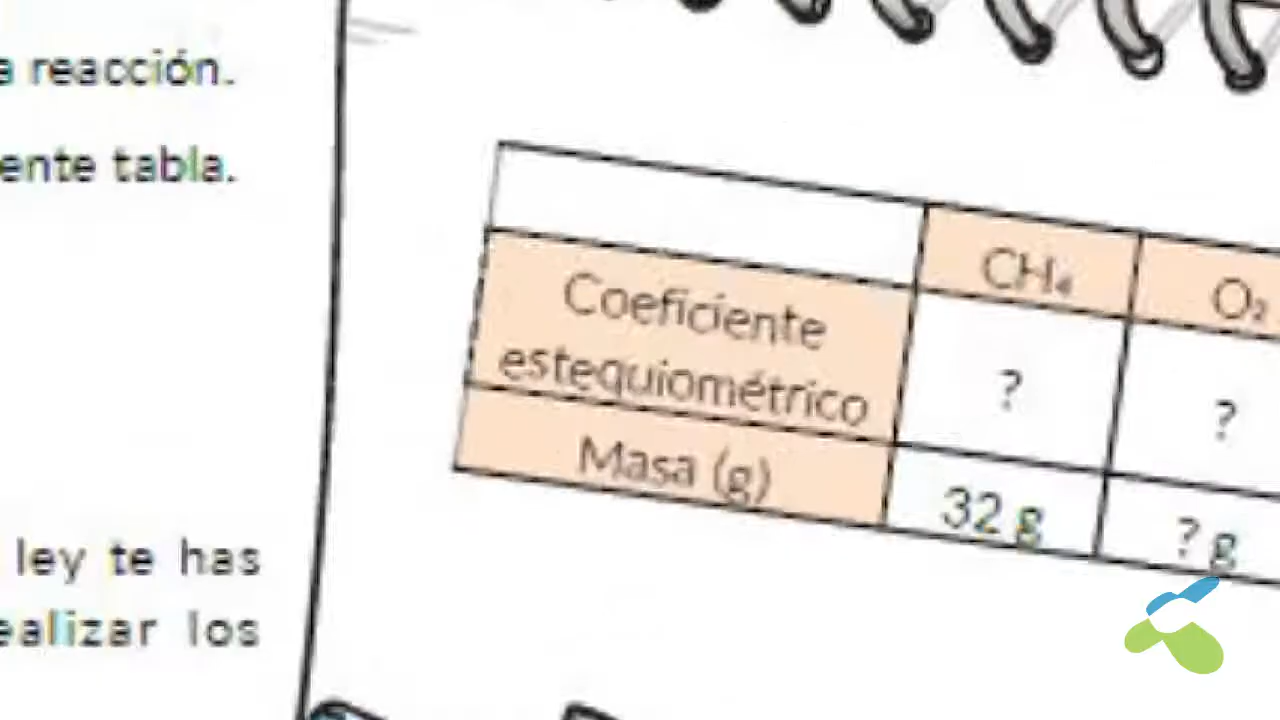 a reacción.
ente tabla.
CH₄ O₂
Coeficiente
estequiométrico ? ?
Masa (g) 32 g ? g
ley te has
ealizar los